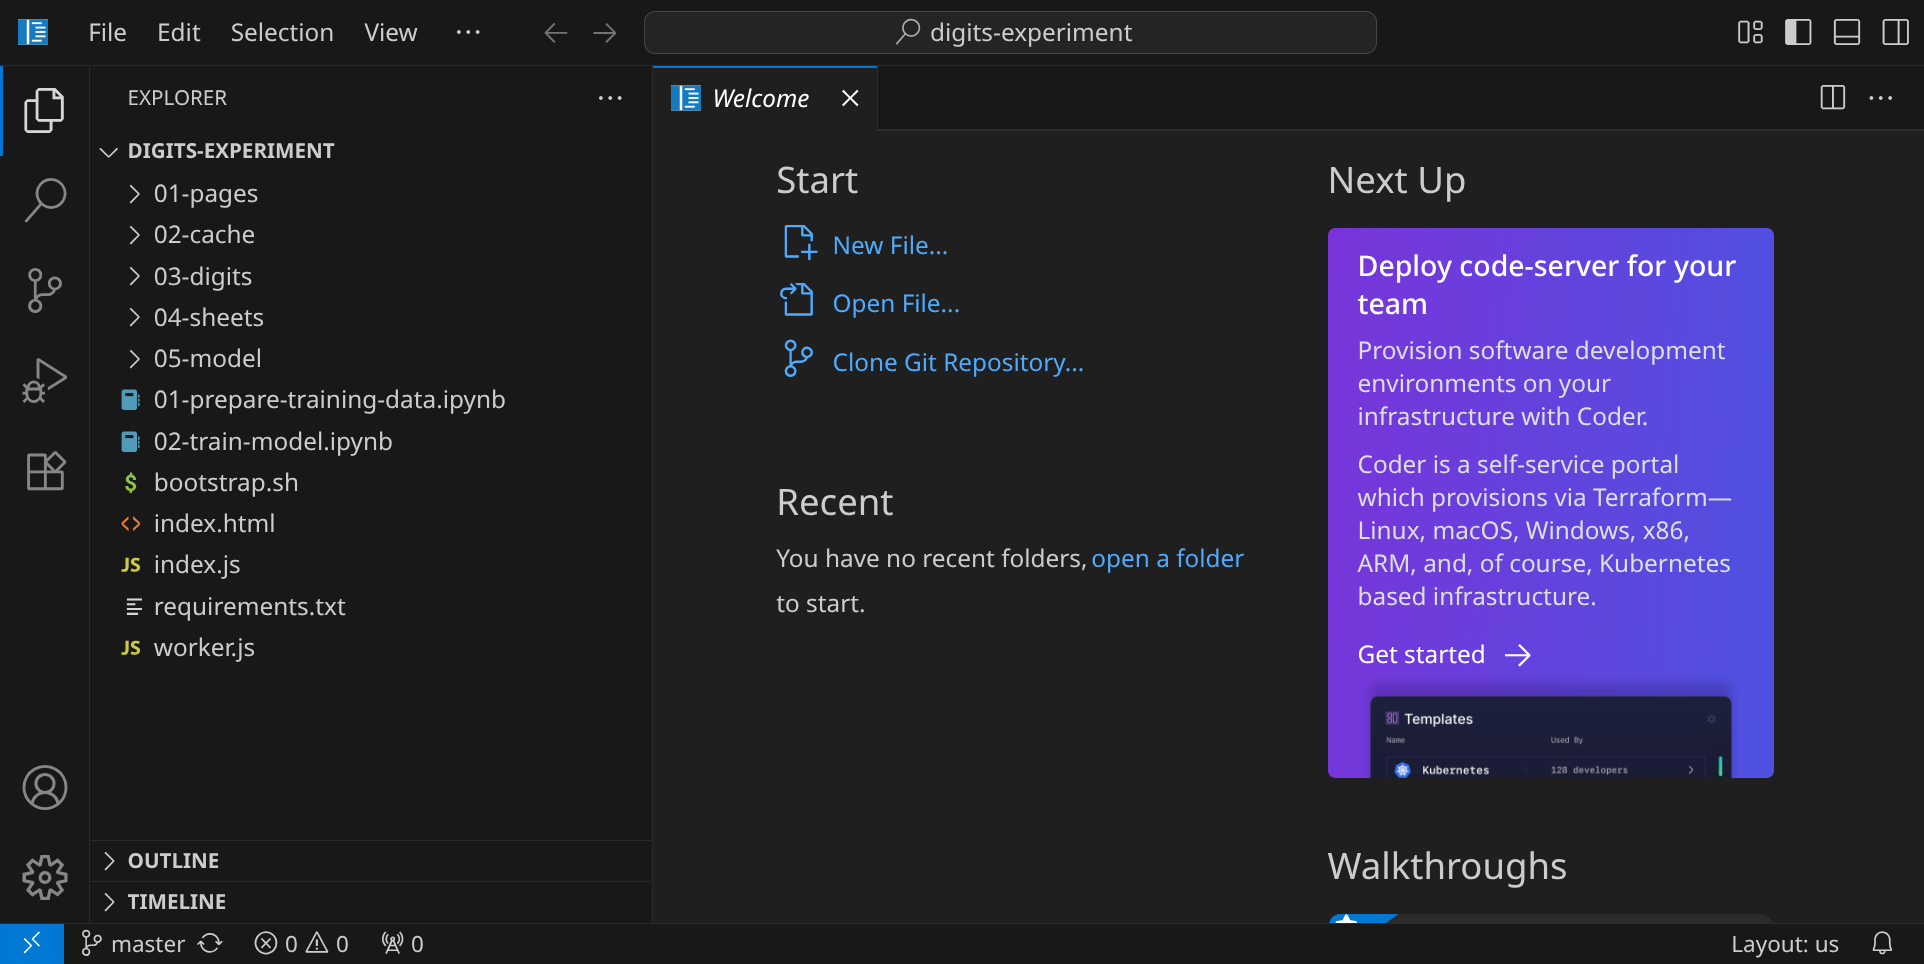 File Edit Selection View ··· digits-experiment
EXPLORER
DIGITS-EXPERIMENT
01-pages
02-cache
03-digits
04-sheets
05-model
01-prepare-training-data.ipynb
02-train-model.ipynb
$ bootstrap.sh
<> index.html
JS index.js
requirements.txt
JS worker.js
OUTLINE
TIMELINE
Welcome
Start
New File...
Open File...
Clone Git Repository...
Recent
You have no recent folders, open a folder
to start.
Next Up
Deploy code-server for your
team
Provision software development
environments on your
infrastructure with Coder.
Coder is a self-service portal
which provisions via Terraform—
Linux, macOS, Windows, x86,
ARM, and, of course, Kubernetes
based infrastructure.
Get started
Templates
Name Used By
Kubernetes 128 developers
Walkthroughs
master 0 0 0 Layout: us